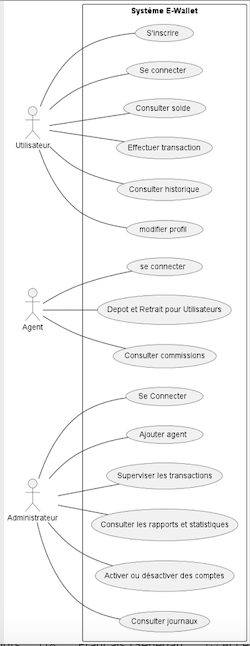 Système E-Wallet
S'inscrire
Se connecter
Consulter solde
Utilisateur
Effectuer transaction
Consulter historique
modifier profil
se connecter
Depot et Retrait pour Utilisateurs
Agent
Consulter commissions
Se Connecter
Ajouter agent
Superviser les transactions
Administrateur
Consulter les rapports et statistiques
Activer ou désactiver des comptes
Consulter journaux